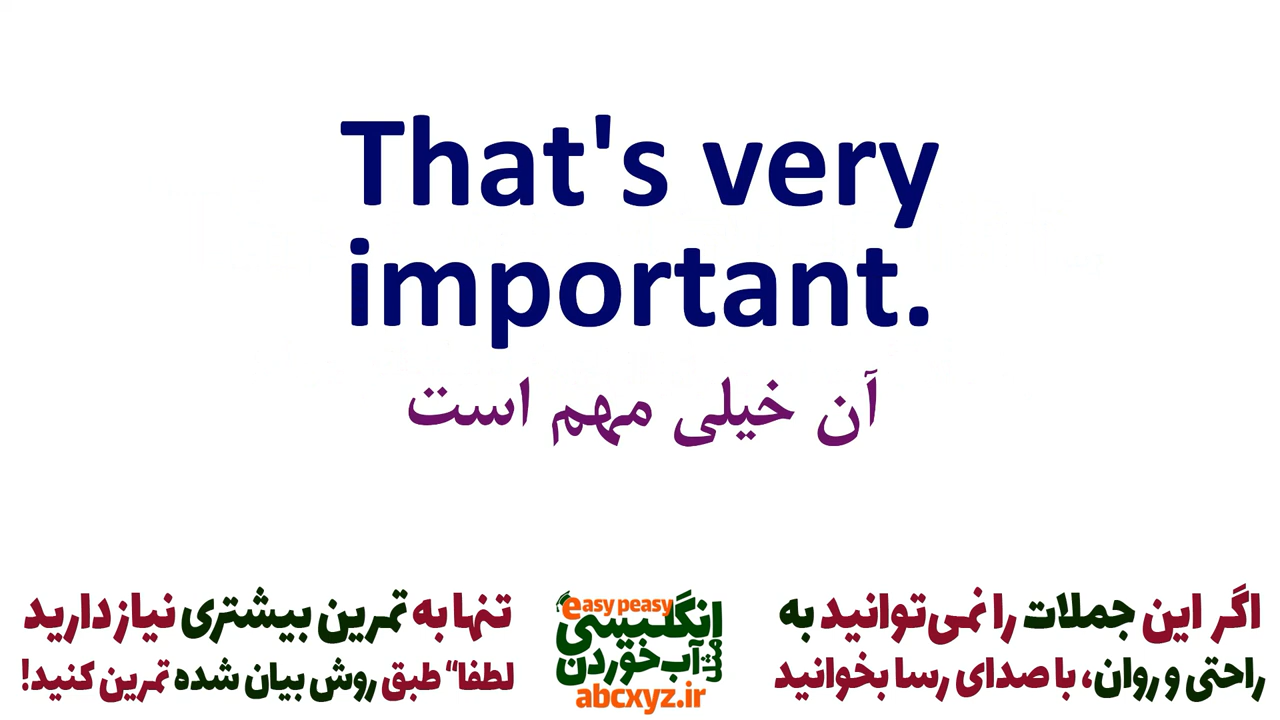 That's very
important.
آن خیلی مهم است
اگر این جملات را نمی‌توانید به
راحتی و روان، با صدای رسا بخوانید
easy peasy
انگلیسی
مثل آب خوردن
abcxyz.ir
تنها به تمرین بیشتری نیاز دارید
لطفا“ طبق روش بیان شده تمرین کنید!